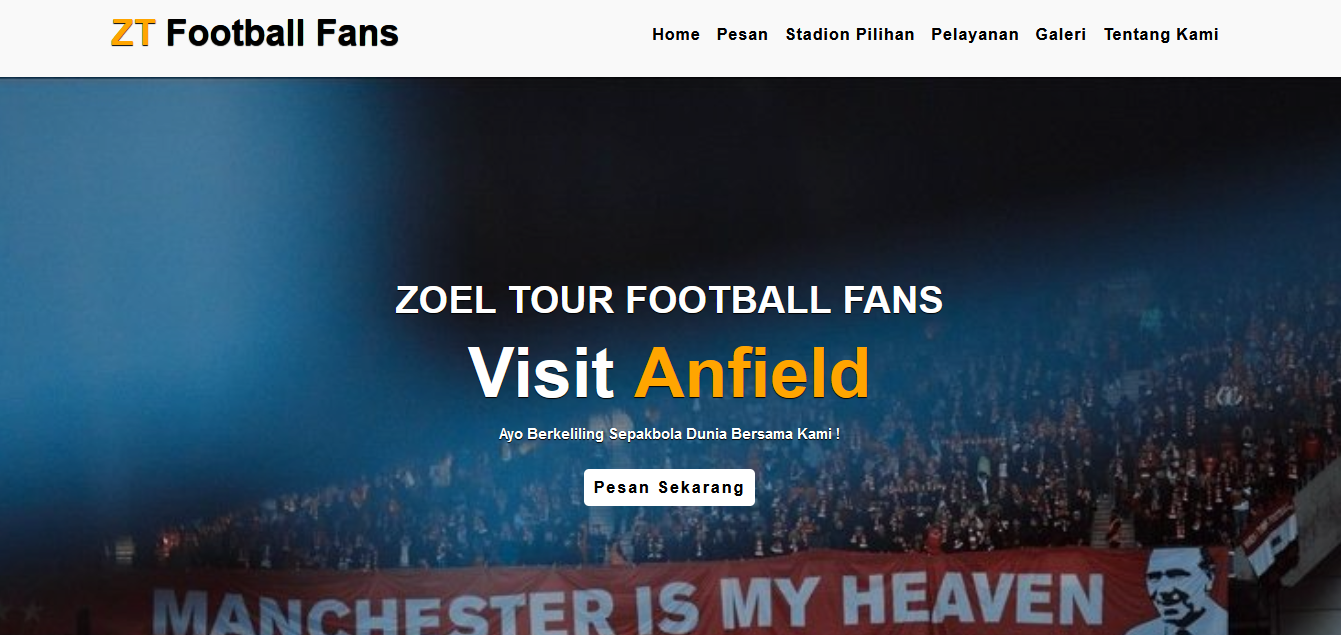 ZT Football Fans
Home Pesan Stadion Pilihan Pelayanan Galeri Tentang Kami
ZOEL TOUR FOOTBALL FANS
Visit Anfield
Ayo Berkeliling Sepakbola Dunia Bersama Kami !
Pesan Sekarang
MANCHESTER IS MY HEAVEN